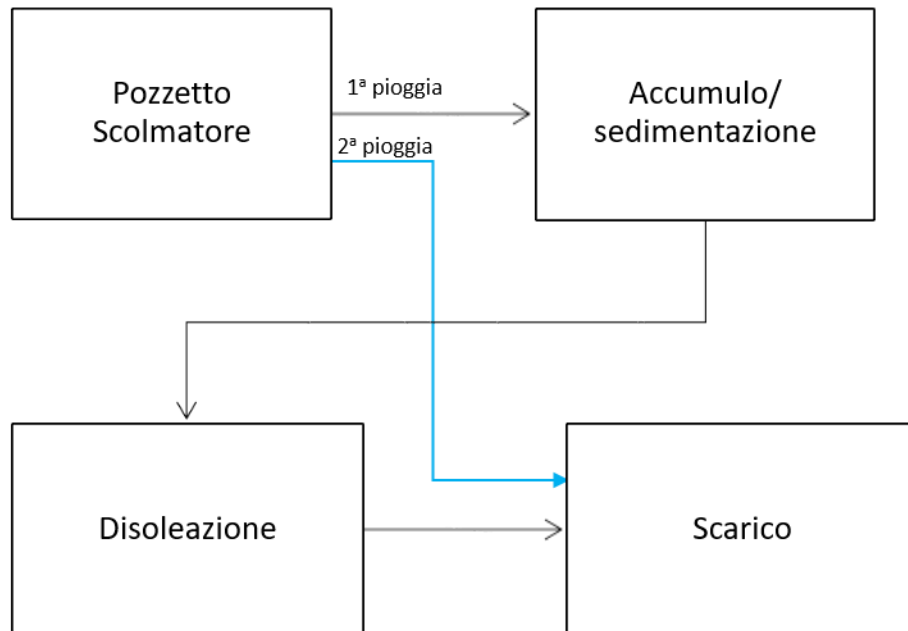 Pozzetto
Scolmatore
1ª pioggia
2ª pioggia
Accumulo/
sedimentazione
Disoleazione
Scarico